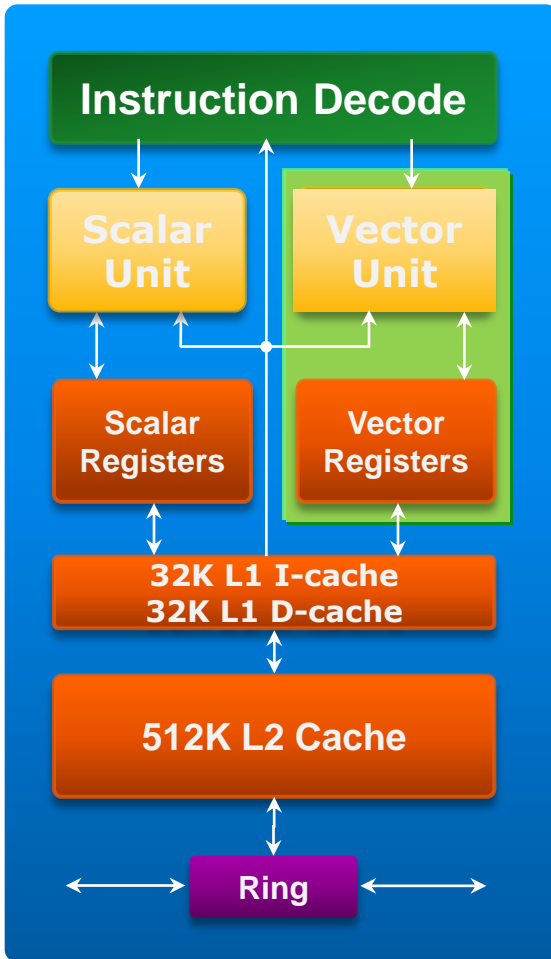 Instruction Decode
Scalar
Unit
Vector
Unit
Scalar
Registers
Vector
Registers
32K L1 I-cache
32K L1 D-cache
512K L2 Cache
Ring